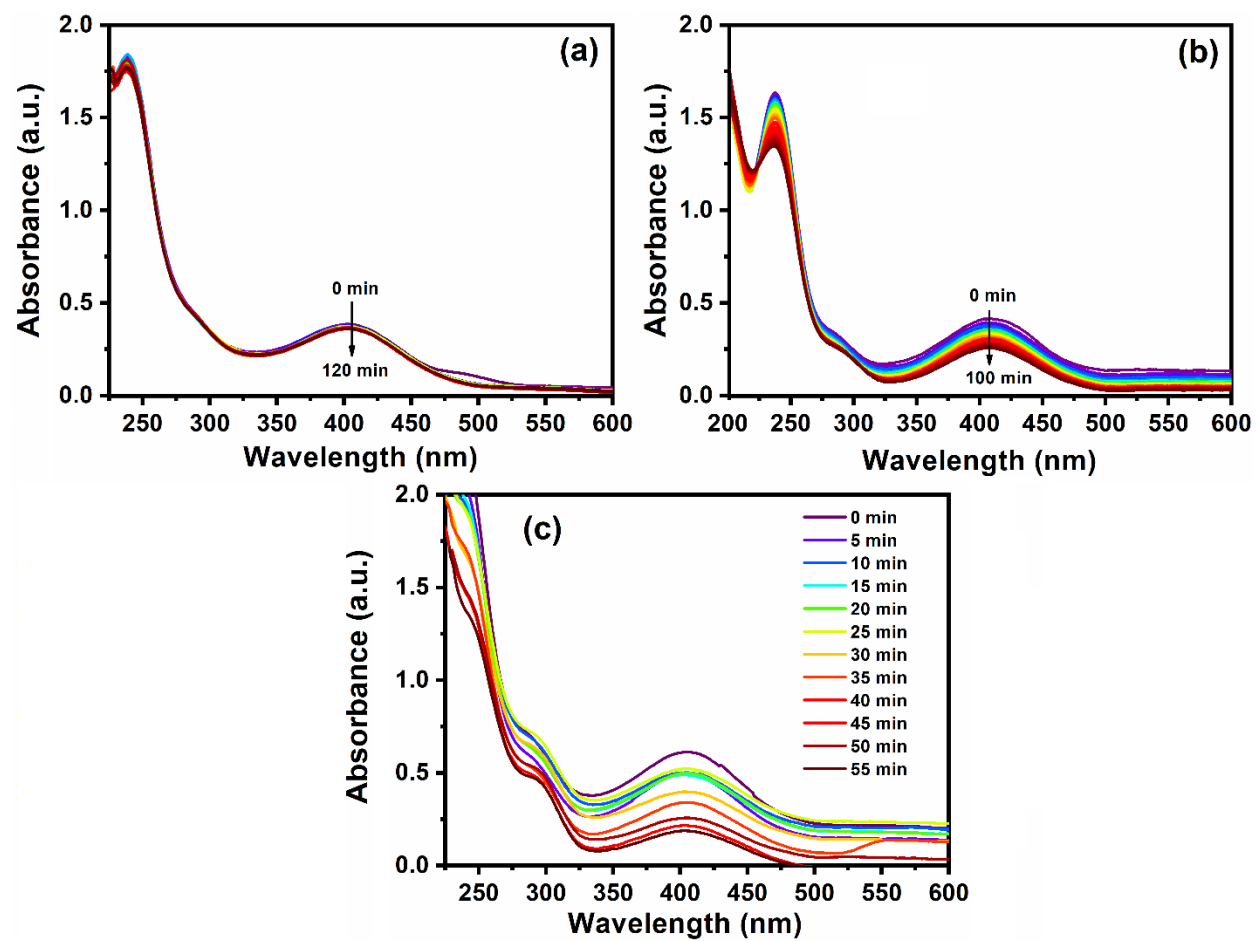 (a)
2.0
1.5
1.0
0.5
0.0
Absorbance (a.u.)
0 min
120 min
250 300 350 400 450 500 550 600
Wavelength (nm)
(b)
2.0
1.5
1.0
0.5
0.0
Absorbance (a.u.)
0 min
100 min
200 250 300 350 400 450 500 550 600
Wavelength (nm)
(c)
2.0
1.5
1.0
0.5
0.0
Absorbance (a.u.)
0 min
5 min
10 min
15 min
20 min
25 min
30 min
35 min
40 min
45 min
50 min
55 min
250 300 350 400 450 500 550 600
Wavelength (nm)